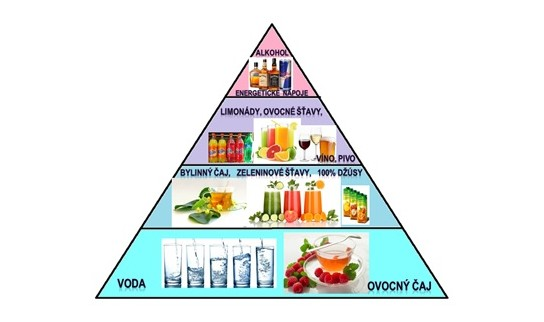 ALKOHOL
ENERGETICKÉ NÁPOJE
LIMONÁDY, OVOCNÉ ŠŤAVY,
VÍNO, PIVO
BYLINNÝ ČAJ, ZELENINOVÉ ŠŤAVY, 100% DŽÚSY
VODA
OVOCNÝ ČAJ